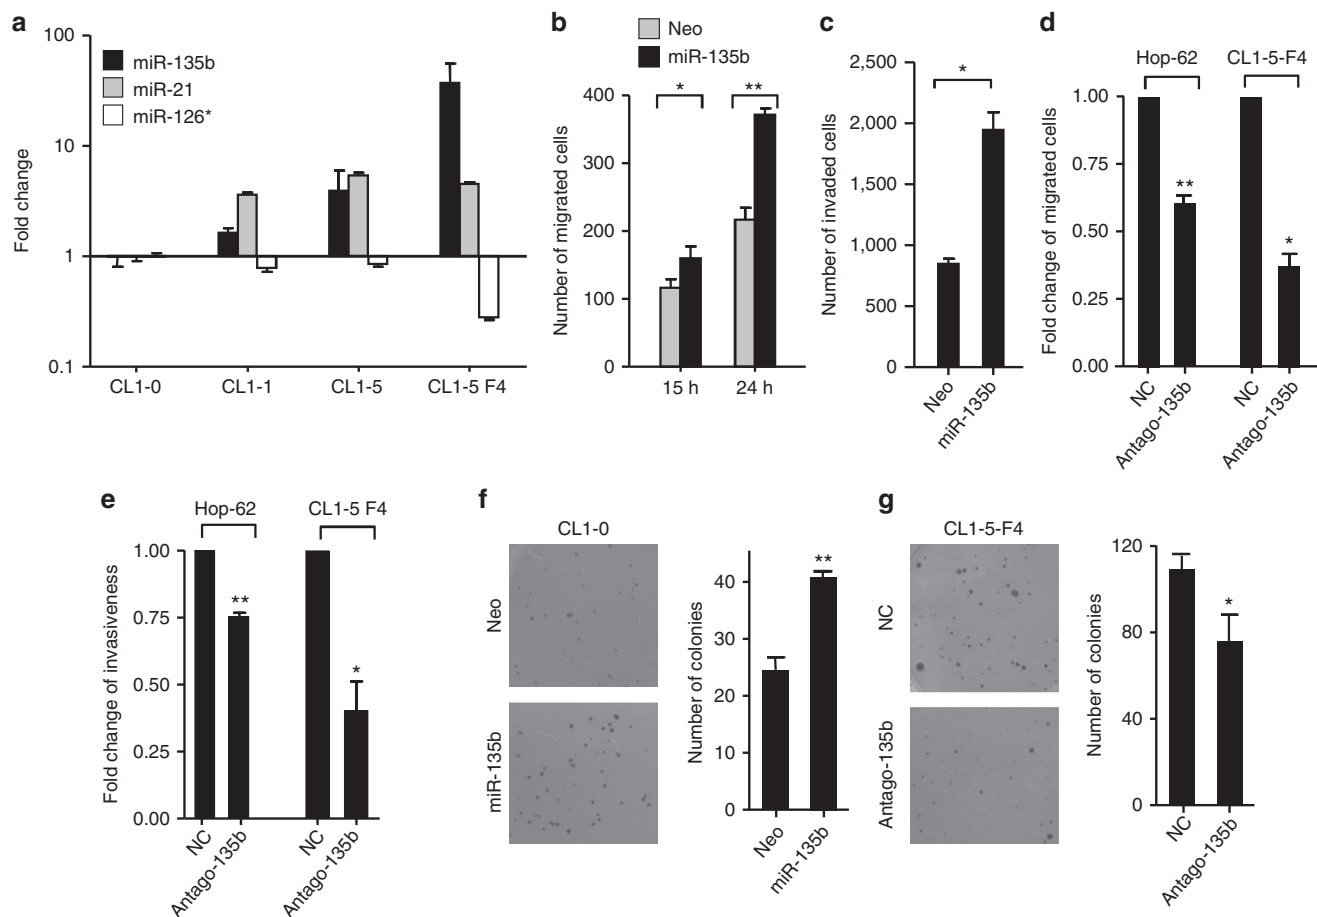 a
Fold change
100
10
1
0.1
miR-135b
miR-21
miR-126*
CL1-0
CL1-1
CL1-5
CL1-5 F4
b
Neo
miR-135b
Number of migrated cells
400
300
200
100
0
*
**
15 h
24 h
c
Number of invaded cells
2,500
2,000
1,500
1,000
500
0
*
Neo
miR-135b
d
Hop-62
CL1-5-F4
Fold change of migrated cells
1.00
0.75
0.50
0.25
0.00
**
*
NC
Antago-135b
NC
Antago-135b
e
Hop-62
CL1-5 F4
Fold change of invasiveness
1.00
0.75
0.50
0.25
0.00
**
*
NC
Antago-135b
NC
Antago-135b
f
CL1-0
Neo
miR-135b
Number of colonies
40
30
20
10
0
**
Neo
miR-135b
g
CL1-5-F4
NC
Antago-135b
Number of colonies
120
80
40
0
*
NC
Antago-135b